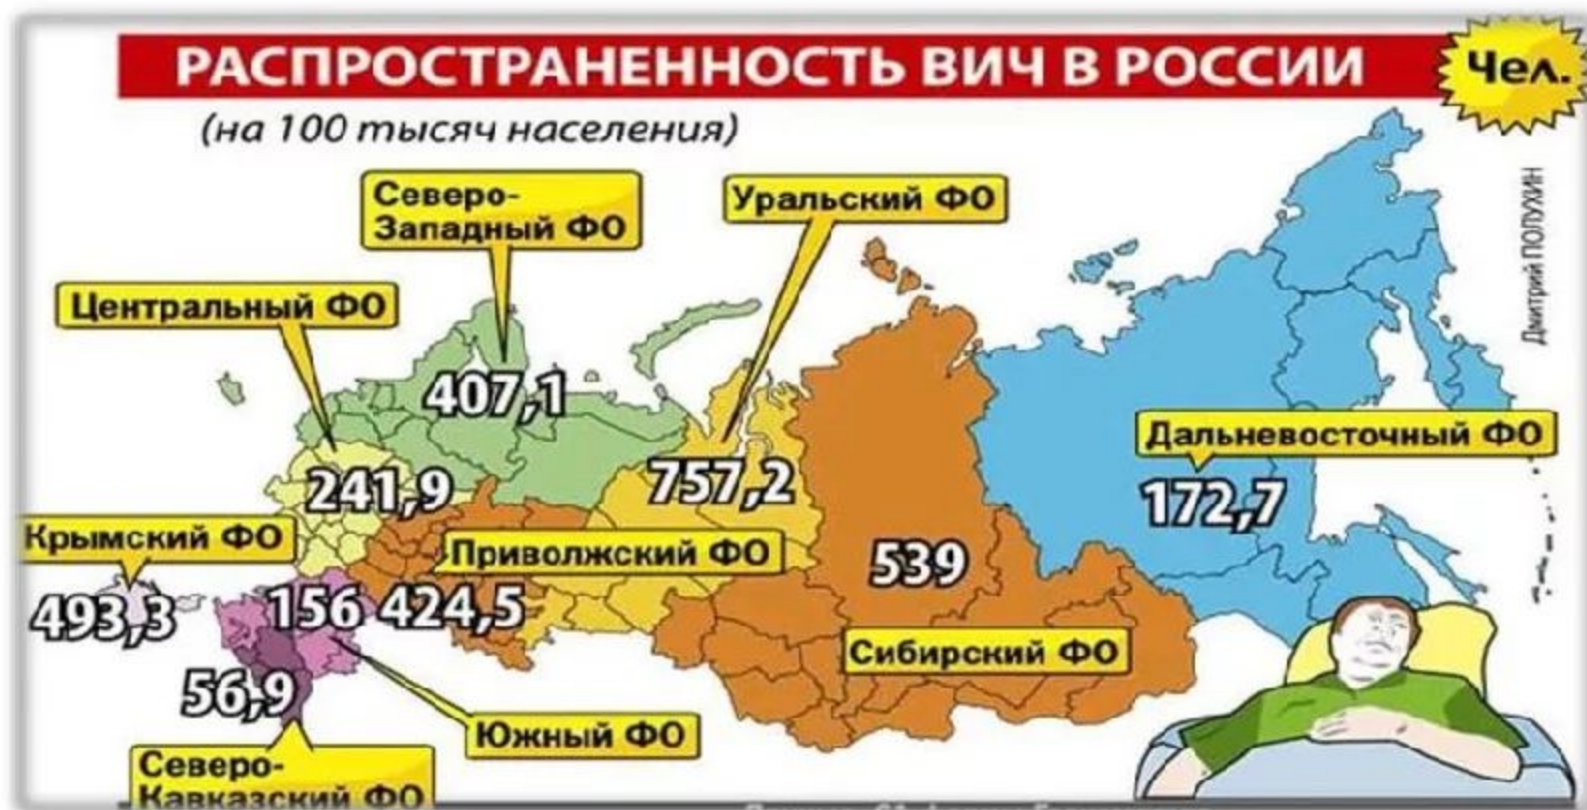 РАСПРОСТРАНЕННОСТЬ ВИЧ В РОССИИ
Чел.
(на 100 тысяч населения)
Северо-
Западный ФО
Уральский ФО
Центральный ФО
407,1
Дальневосточный ФО
241,9
757,2
172,7
Крымский ФО
Приволжский ФО
539
493,3
156
424,5
Сибирский ФО
56,9
Южный ФО
Северо-
Кавказский ФО
Дмитрий ПОЛУХИН